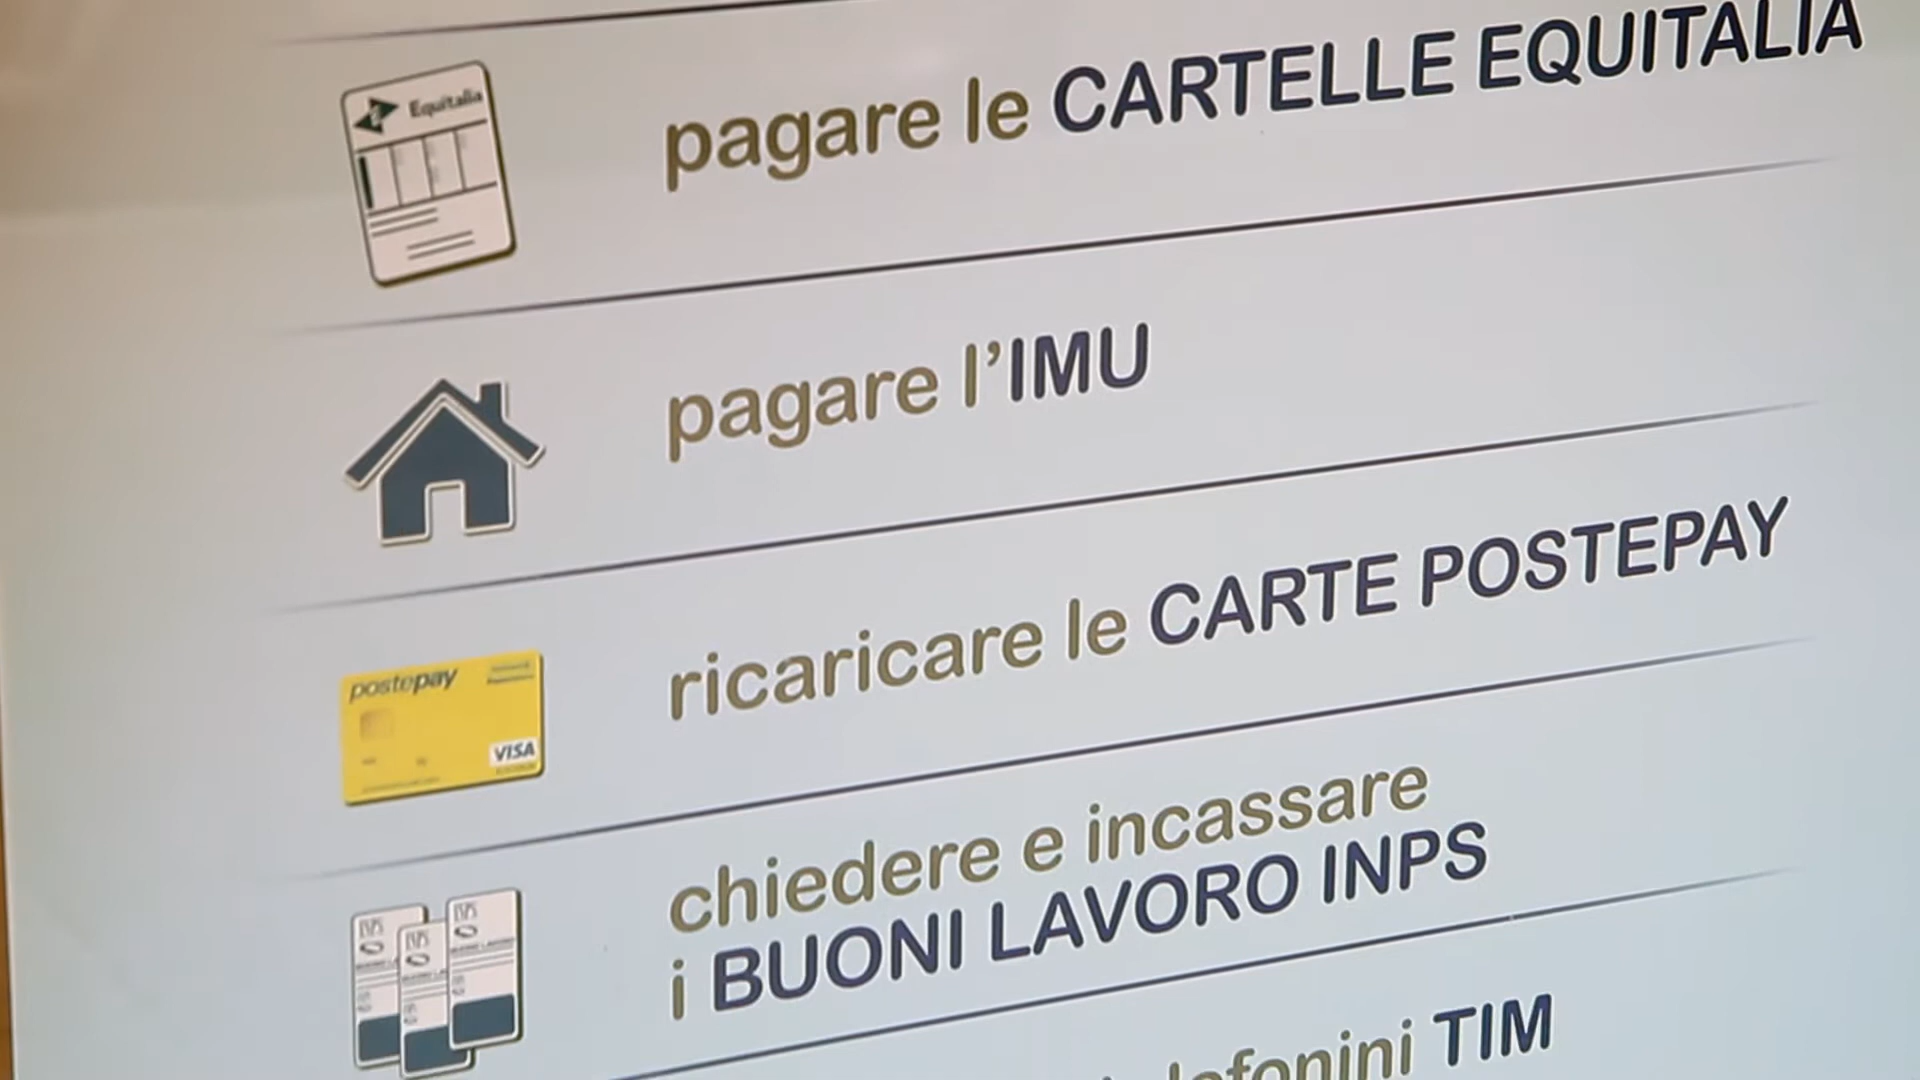 Equitalia
pagare le CARTELLE EQUITALIA
pagare l'IMU
postepay
VISA
ricaricare le CARTE POSTEPAY
chiedere e incassare
i BUONI LAVORO INPS
TIM